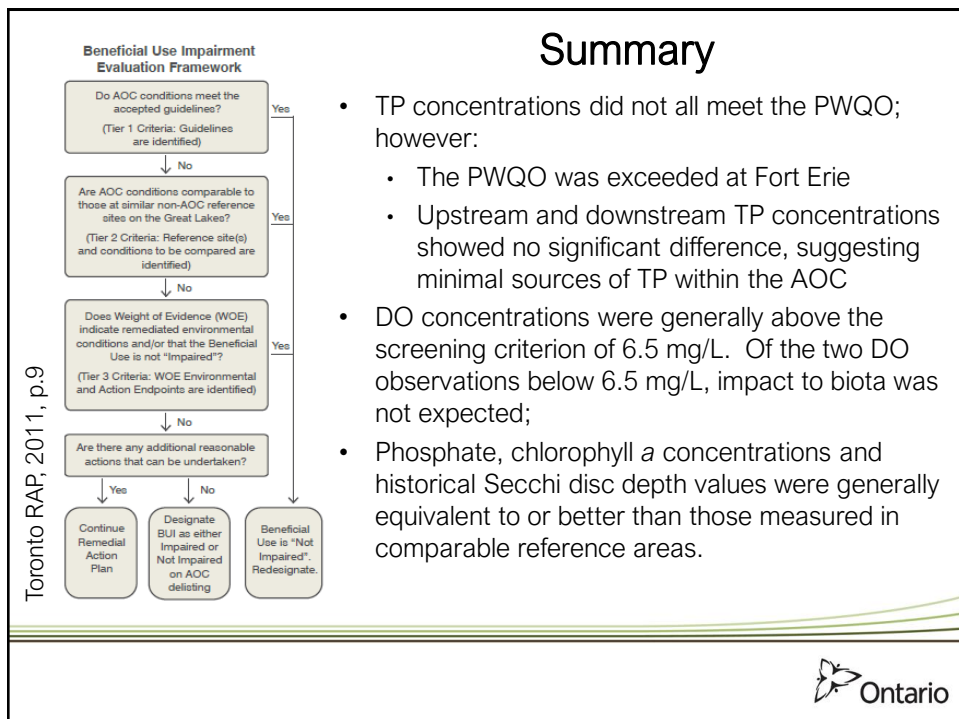 Summary
Beneficial Use Impairment
Evaluation Framework
Do AOC conditions meet the
accepted guidelines?
(Tier 1 Criteria: Guidelines
are identified)
Yes
No
Are AOC conditions comparable to
those at similar non-AOC reference
sites on the Great Lakes?
(Tier 2 Criteria: Reference site(s)
and conditions to be compared are
identified)
Yes
No
Does Weight of Evidence (WOE)
indicate remediated environmental
conditions and/or that the Beneficial
Use is not "Impaired"?
(Tier 3 Criteria: WOE Environmental
and Action Endpoints are identified)
Yes
No
Are there any additional reasonable
actions that can be undertaken?
Yes
No
Continue
Remedial
Action
Plan
Designate
BUI as either
Impaired or
Not Impaired
on AOC
delisting
Beneficial
Use is "Not
Impaired".
Redesignate.
Toronto RAP, 2011, p.9
• TP concentrations did not all meet the PWQO;
however:
• The PWQO was exceeded at Fort Erie
• Upstream and downstream TP concentrations
showed no significant difference, suggesting
minimal sources of TP within the AOC
• DO concentrations were generally above the
screening criterion of 6.5 mg/L. Of the two DO
observations below 6.5 mg/L, impact to biota was
not expected;
• Phosphate, chlorophyll a concentrations and
historical Secchi disc depth values were generally
equivalent to or better than those measured in
comparable reference areas.
Ontario